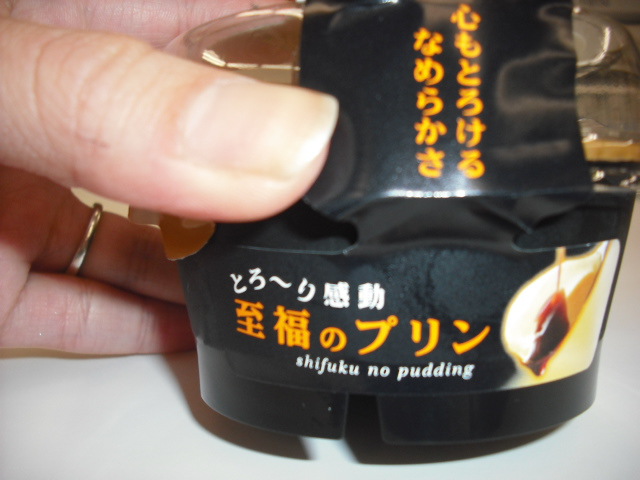 心もとろける
なめらかさ
とろ〜り感動
至福のプリン
shifuku no pudding